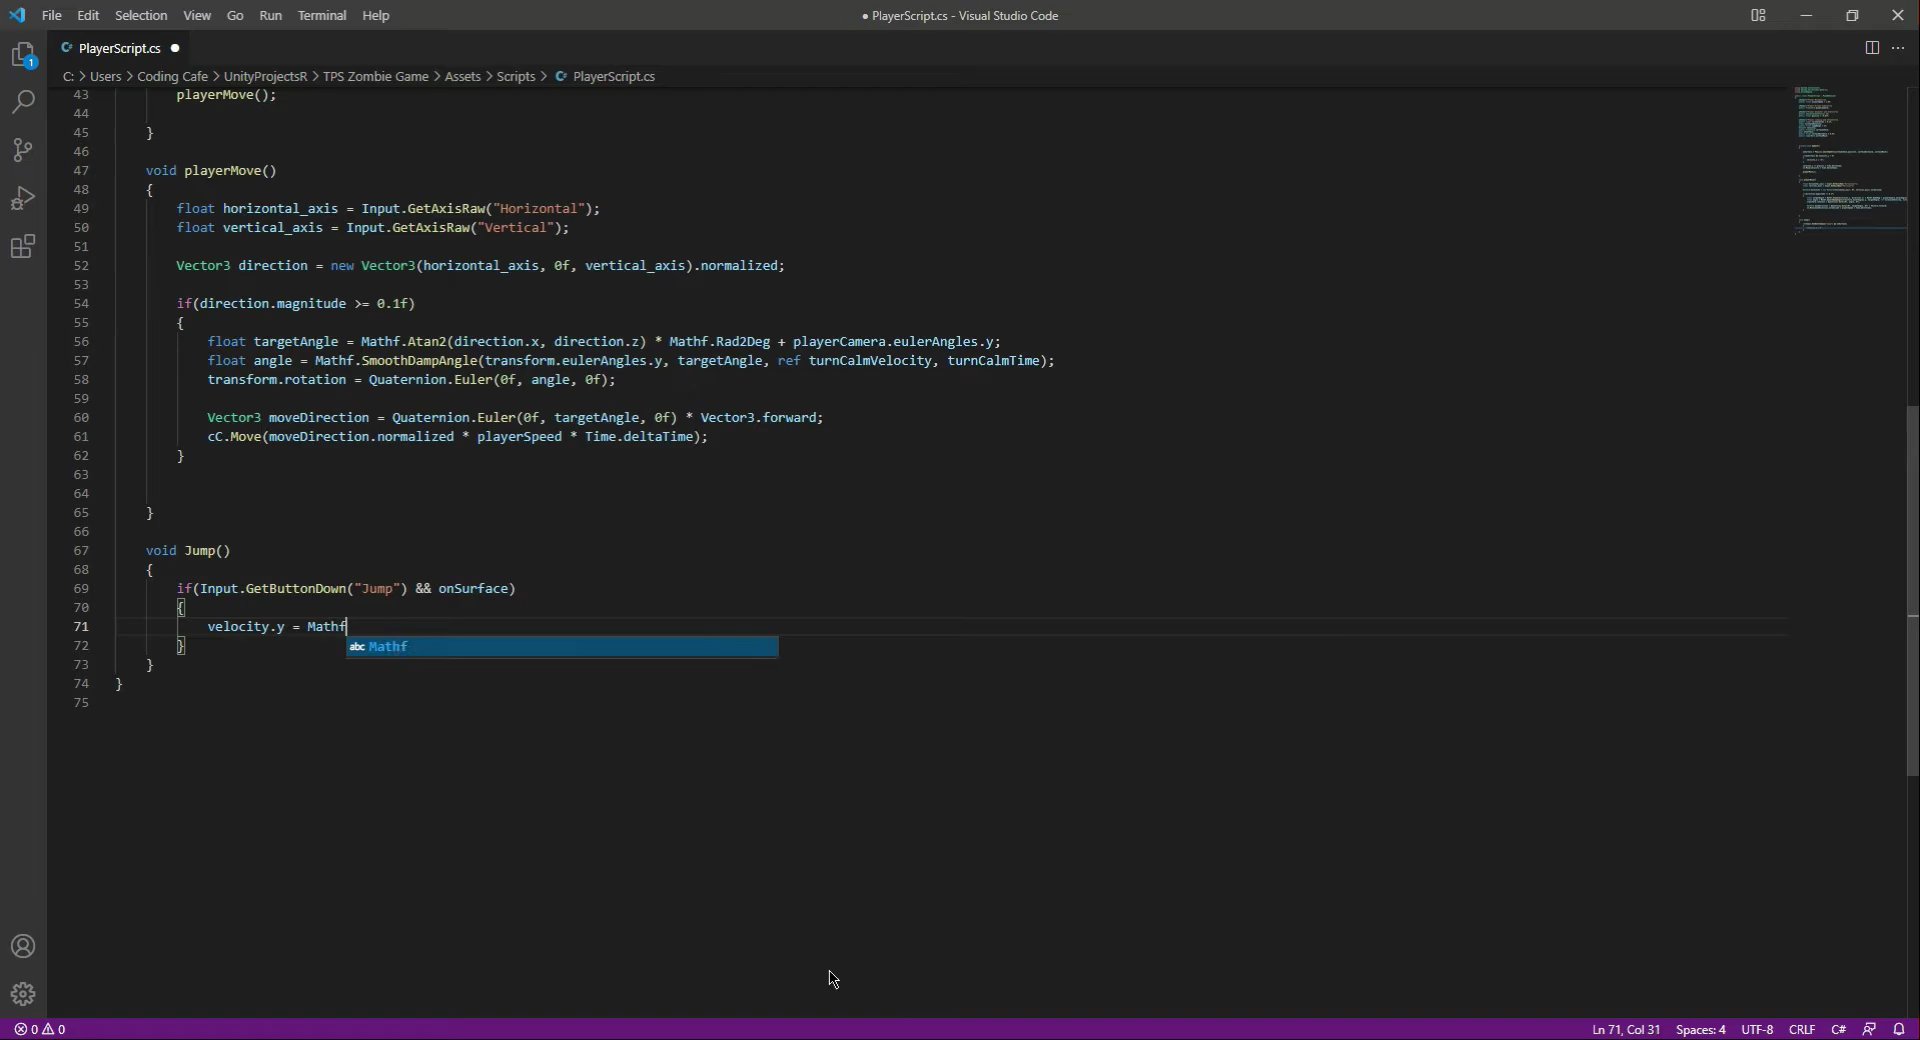 File Edit Selection View Go Run Terminal Help
● PlayerScript.cs - Visual Studio Code
PlayerScript.cs ●
C: > Users > Coding Cafe > UnityProjectsR > TPS Zombie Game > Assets > Scripts > PlayerScript.cs
43 playerMove();
44
45 }
46
47 void playerMove()
48 {
49 float horizontal_axis = Input.GetAxisRaw("Horizontal");
50 float vertical_axis = Input.GetAxisRaw("Vertical");
51
52 Vector3 direction = new Vector3(horizontal_axis, 0f, vertical_axis).normalized;
53
54 if(direction.magnitude >= 0.1f)
55 {
56 float targetAngle = Mathf.Atan2(direction.x, direction.z) * Mathf.Rad2Deg + playerCamera.eulerAngles.y;
57 float angle = Mathf.SmoothDampAngle(transform.eulerAngles.y, targetAngle, ref turnCalmVelocity, turnCalmTime);
58 transform.rotation = Quaternion.Euler(0f, angle, 0f);
59
60 Vector3 moveDirection = Quaternion.Euler(0f, targetAngle, 0f) * Vector3.forward;
61 cC.Move(moveDirection.normalized * playerSpeed * Time.deltaTime);
62 }
63
64
65 }
66
67 void Jump()
68 {
69 if(Input.GetButtonDown("Jump") && onSurface)
70 {
71 velocity.y = Mathf
abc Mathf
72 }
73 }
74 }
75
1
0 0
Ln 71, Col 31 Spaces: 4 UTF-8 CRLF C#